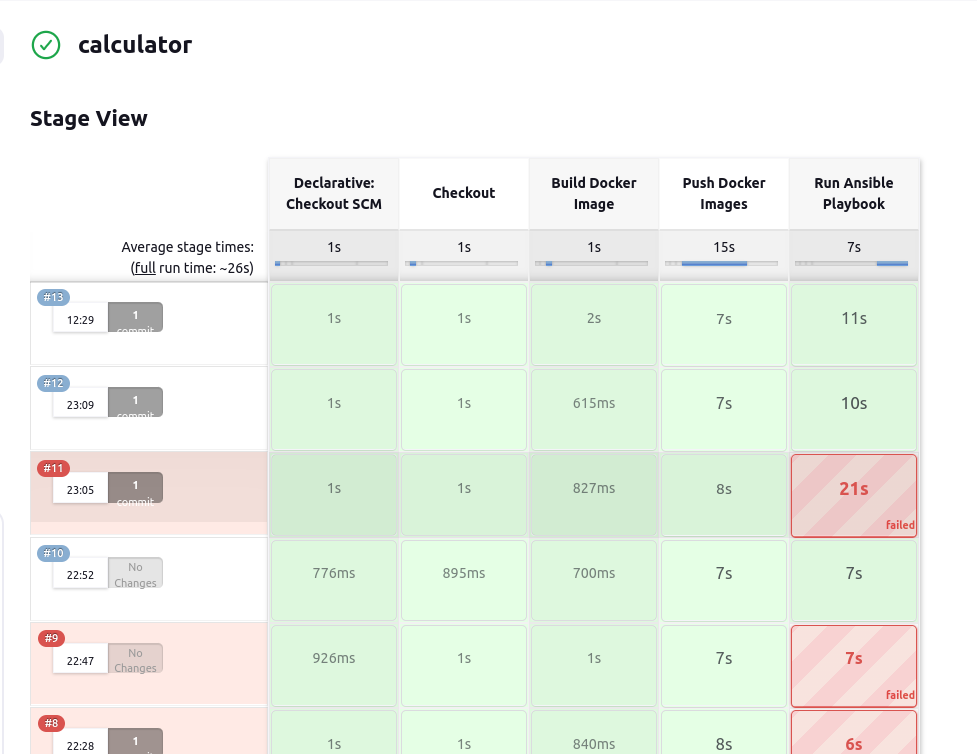 calculator
Stage View
Declarative: Checkout SCM
Checkout
Build Docker Image
Push Docker Images
Run Ansible Playbook
Average stage times:
(full run time: ~26s)
1s
1s
1s
15s
7s
#13
12:29
1
commit
1s
1s
2s
7s
11s
#12
23:09
1
commit
1s
1s
615ms
7s
10s
#11
23:05
1
commit
1s
1s
827ms
8s
21s
failed
#10
22:52
No
Changes
776ms
895ms
700ms
7s
7s
#9
22:47
No
Changes
926ms
1s
1s
7s
7s
failed
#8
22:28
1
1s
1s
840ms
8s
6s